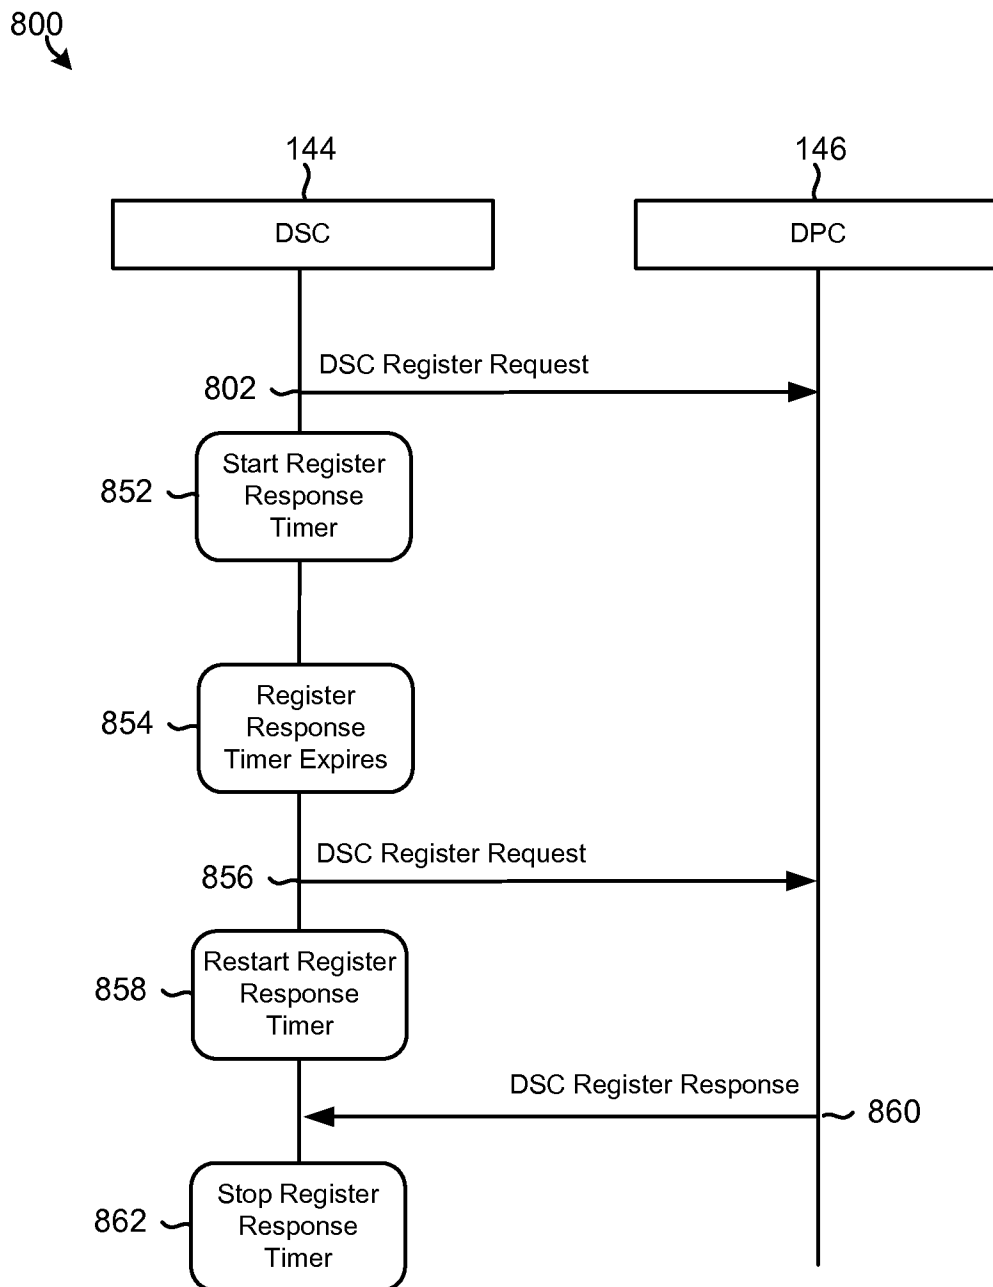 800
144
146
DSC
DPC
DSC Register Request
802
Start Register
Response
Timer
852
Register
Response
Timer Expires
854
DSC Register Request
856
Restart Register
Response
Timer
858
DSC Register Response
860
Stop Register
Response
Timer
862